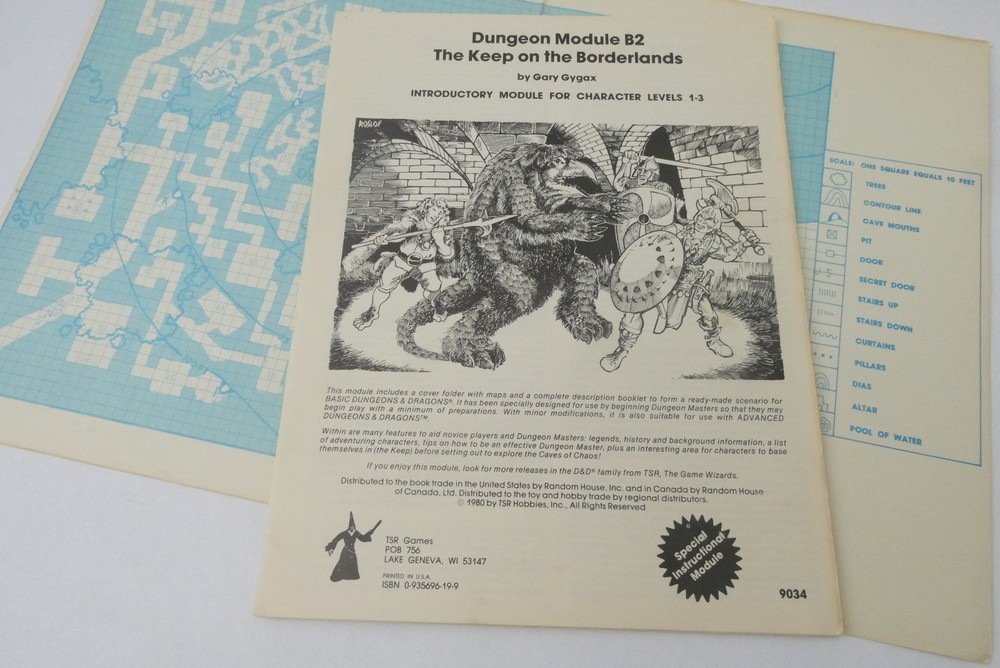 Dungeon Module B2
The Keep on the Borderlands
by Gary Gygax
INTRODUCTORY MODULE FOR CHARACTER LEVELS 1-3
ROSLOF
This module includes a cover folder with maps and a complete description booklet to form a ready-made scenario for
BASIC DUNGEONS & DRAGONS®. It has been specially designed for use by beginning Dungeon Masters so that they may
begin play with a minimum of preparations. With minor modifications, it is also suitable for use with ADVANCED
DUNGEONS & DRAGONS™.
Within are many features to aid novice players and Dungeon Masters: legends, history and background information, a list
of adventuring characters, tips on how to be an effective Dungeon Master, plus an interesting area for characters to base
themselves in (the Keep) before setting out to explore the Caves of Chaos!
If you enjoy this module, look for more releases in the D&D® family from TSR, The Game Wizards.
Distributed to the book trade in the United States by Random House, Inc. and in Canada by Random House
of Canada, Ltd. Distributed to the toy and hobby trade by regional distributors.
© 1980 by TSR Hobbies, Inc., All Rights Reserved
TSR Games
POB 756
LAKE GENEVA, WI 53147
PRINTED IN U.S.A.
ISBN 0-935696-19-9
Special
Instructional
Module
9034
SCALE: ONE SQUARE EQUALS 10 FEET
TREES
CONTOUR LINE
CAVE MOUTHS
PIT
DOOR
S SECRET DOOR
STAIRS UP
STAIRS DOWN
CURTAINS
PILLARS
DIAS
ALTAR
POOL OF WATER